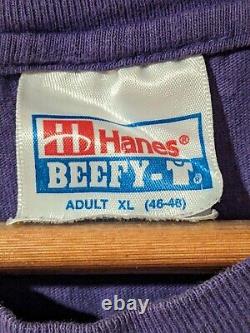 Hanes®
BEEFY-T®
ADULT XL (46-48)